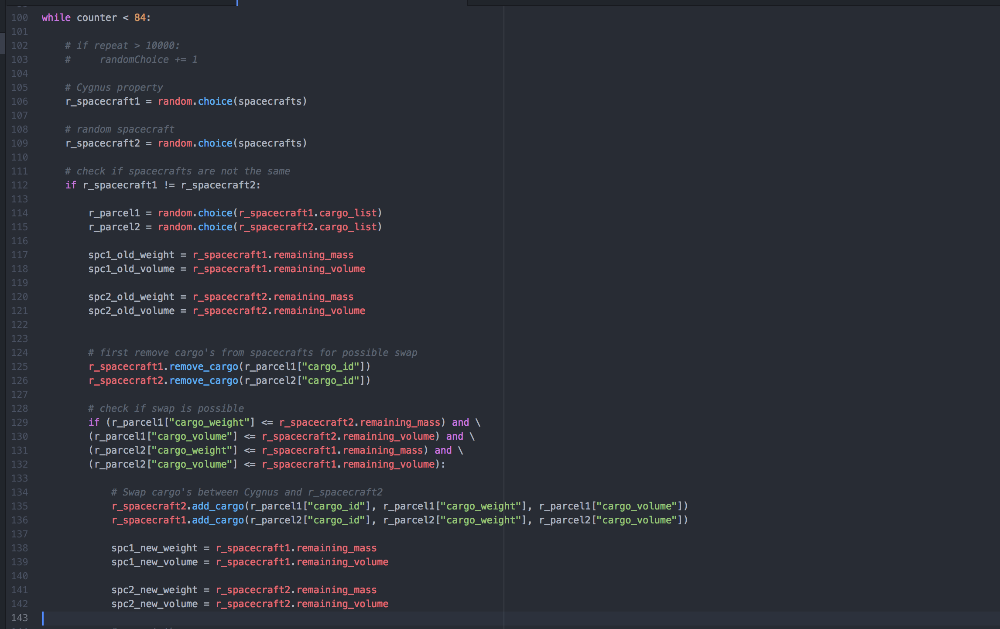 100 while counter < 84:
101
102     # if repeat > 10000:
103     #     randomChoice += 1
104
105     # Cygnus property
106     r_spacecraft1 = random.choice(spacecrafts)
107
108     # random spacecraft
109     r_spacecraft2 = random.choice(spacecrafts)
110
111     # check if spacecrafts are not the same
112     if r_spacecraft1 != r_spacecraft2:
113
114         r_parcel1 = random.choice(r_spacecraft1.cargo_list)
115         r_parcel2 = random.choice(r_spacecraft2.cargo_list)
116
117         spc1_old_weight = r_spacecraft1.remaining_mass
118         spc1_old_volume = r_spacecraft1.remaining_volume
119
120         spc2_old_weight = r_spacecraft2.remaining_mass
121         spc2_old_volume = r_spacecraft2.remaining_volume
122
123
124         # first remove cargo's from spacecrafts for possible swap
125         r_spacecraft1.remove_cargo(r_parcel1["cargo_id"])
126         r_spacecraft2.remove_cargo(r_parcel2["cargo_id"])
127
128         # check if swap is possible
129         if (r_parcel1["cargo_weight"] <= r_spacecraft2.remaining_mass) and \
130         (r_parcel1["cargo_volume"] <= r_spacecraft2.remaining_volume) and \
131         (r_parcel2["cargo_weight"] <= r_spacecraft1.remaining_mass) and \
132         (r_parcel2["cargo_volume"] <= r_spacecraft1.remaining_volume):
133
134             # Swap cargo's between Cygnus and r_spacecraft2
135             r_spacecraft2.add_cargo(r_parcel1["cargo_id"], r_parcel1["cargo_weight"], r_parcel1["cargo_volume"])
136             r_spacecraft1.add_cargo(r_parcel2["cargo_id"], r_parcel2["cargo_weight"], r_parcel2["cargo_volume"])
137
138             spc1_new_weight = r_spacecraft1.remaining_mass
139             spc1_new_volume = r_spacecraft1.remaining_volume
140
141             spc2_new_weight = r_spacecraft2.remaining_mass
142             spc2_new_volume = r_spacecraft2.remaining_volume
143